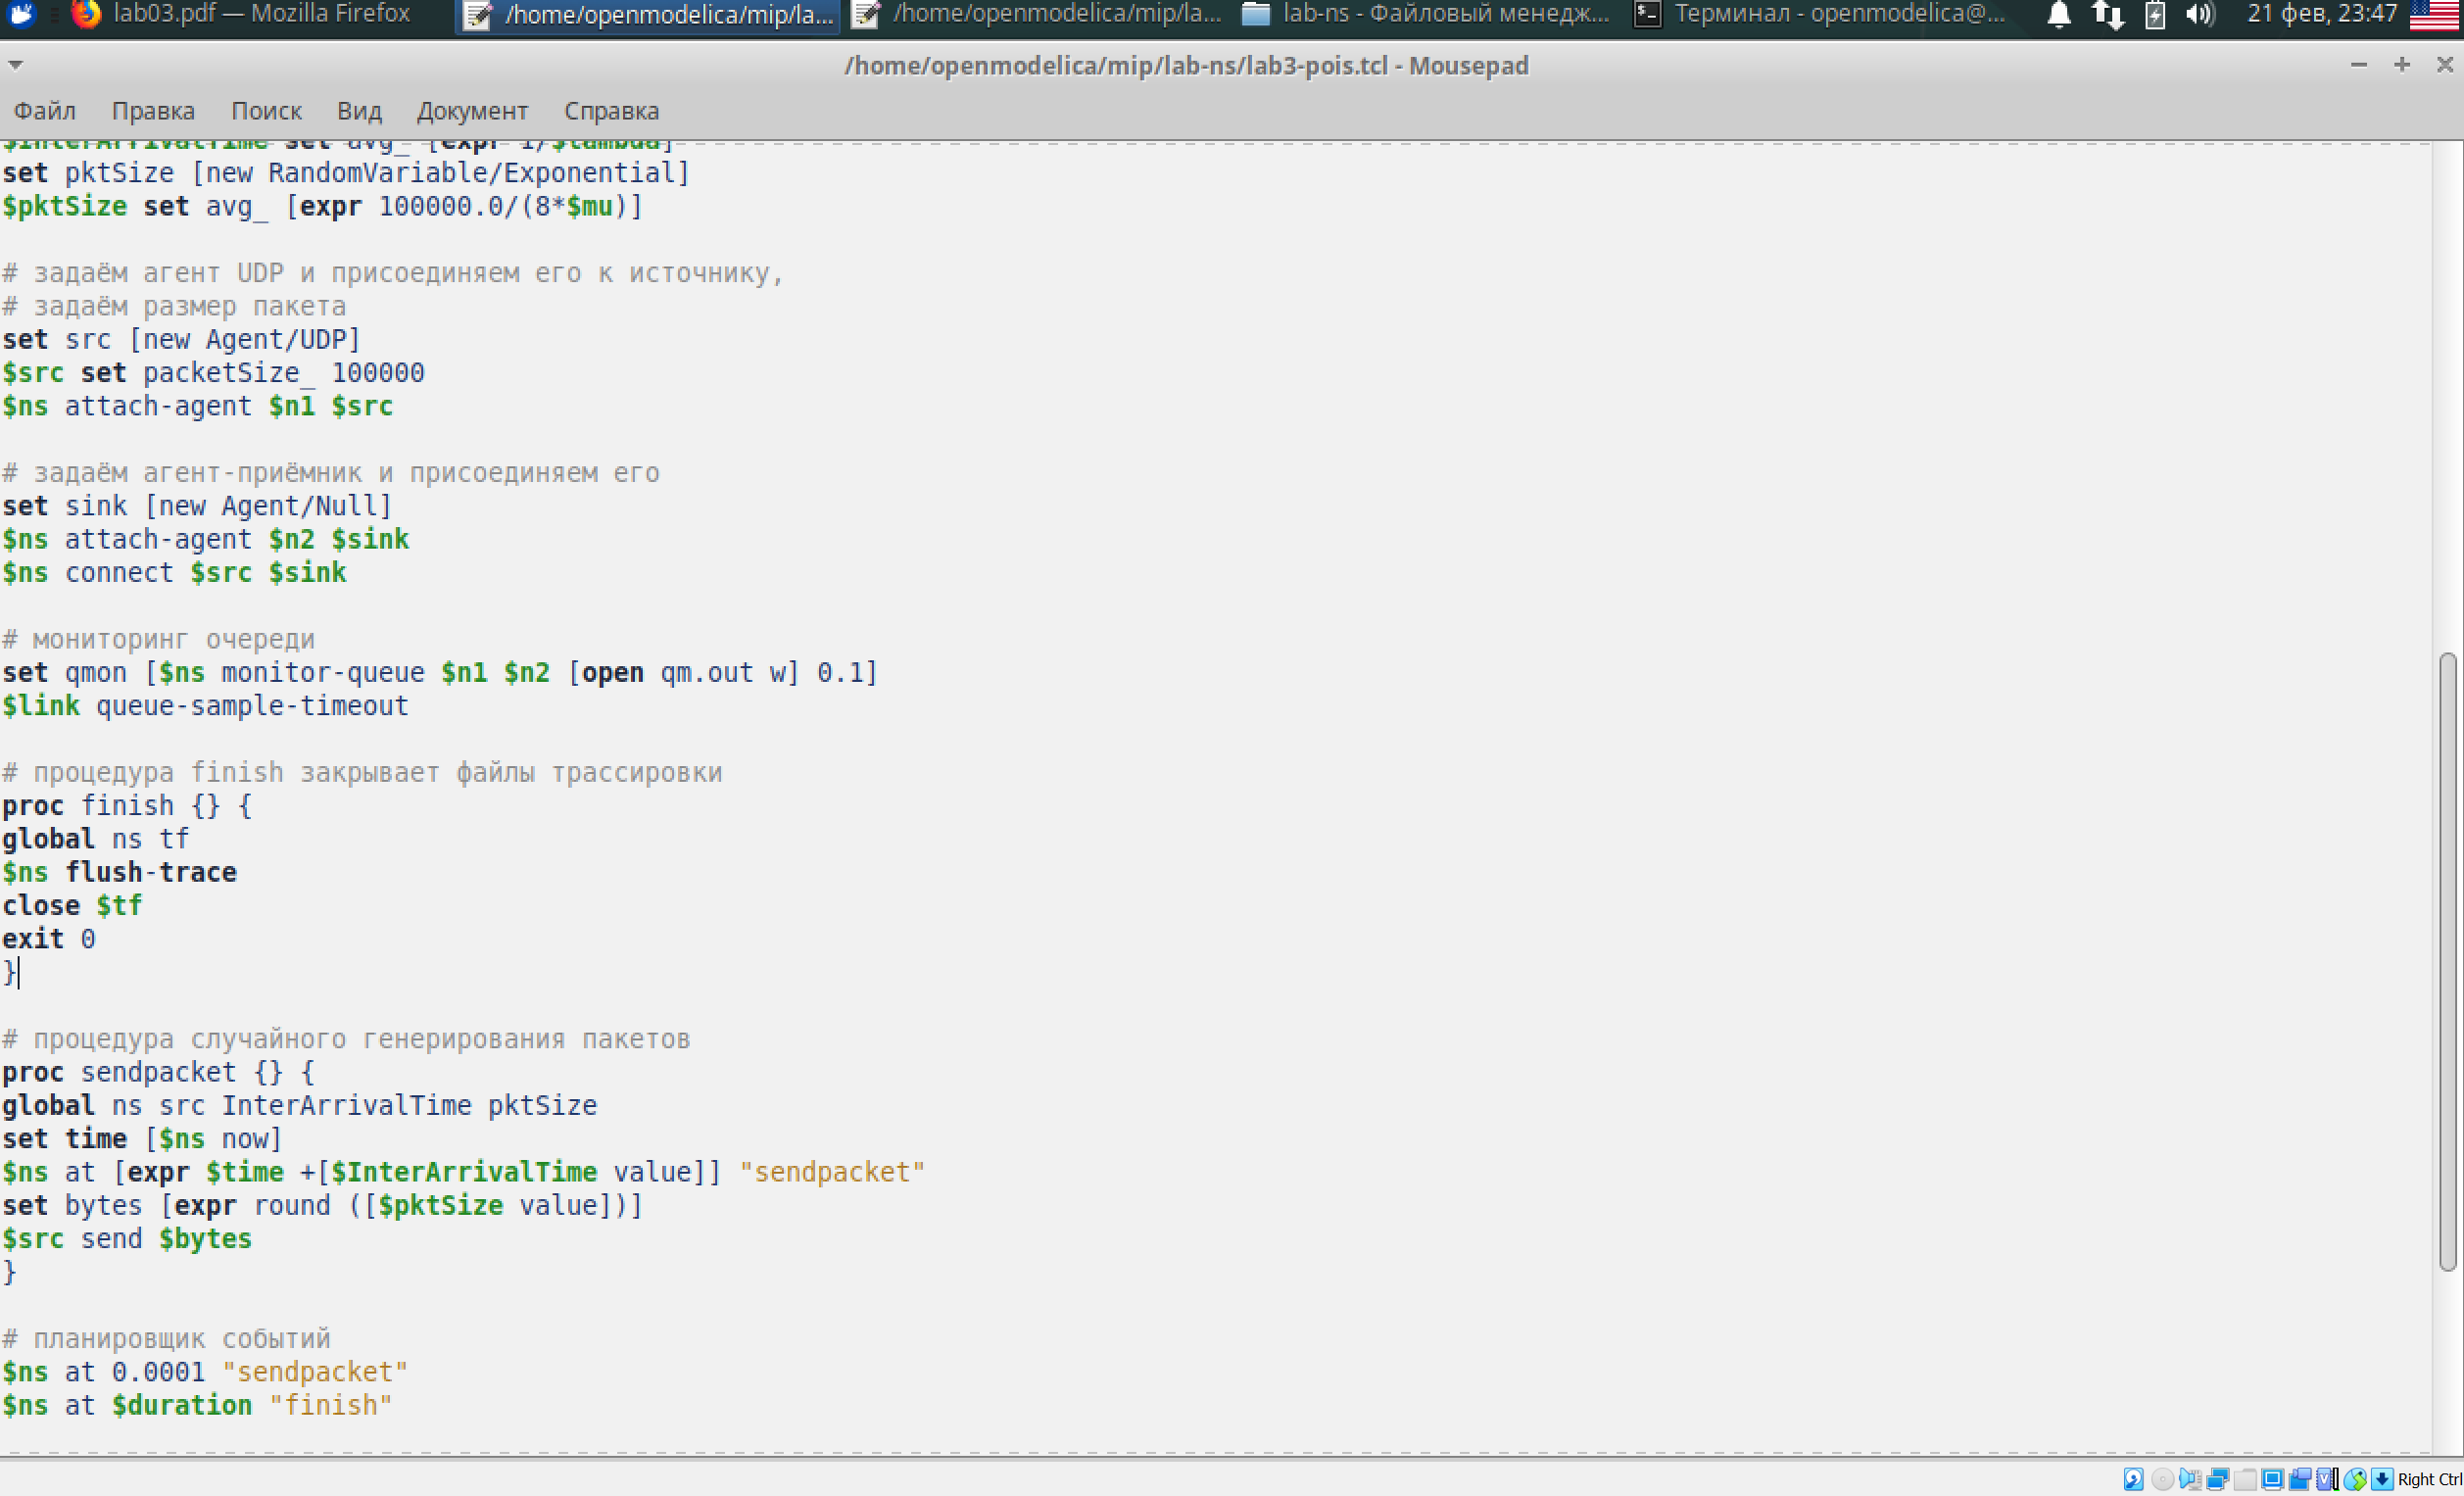 lab03.pdf — Mozilla Firefox
/home/openmodelica/mip/la...
/home/openmodelica/mip/la...
lab-ns - Файловый менедж...
Терминал - openmodelica@...
21 фев, 23:47
/home/openmodelica/mip/lab-ns/lab3-pois.tcl - Mousepad
Файл Правка Поиск Вид Документ Справка
$InterArrivalTime set avg_ [expr 1/$lambda]
set pktSize [new RandomVariable/Exponential]
$pktSize set avg_ [expr 100000.0/(8*$mu)]
# задаём агент UDP и присоединяем его к источнику,
# задаём размер пакета
set src [new Agent/UDP]
$src set packetSize_ 100000
$ns attach-agent $n1 $src
# задаём агент-приёмник и присоединяем его
set sink [new Agent/Null]
$ns attach-agent $n2 $sink
$ns connect $src $sink
# мониторинг очереди
set qmon [$ns monitor-queue $n1 $n2 [open qm.out w] 0.1]
$link queue-sample-timeout
# процедура finish закрывает файлы трассировки
proc finish {} {
global ns tf
$ns flush-trace
close $tf
exit 0
}
# процедура случайного генерирования пакетов
proc sendpacket {} {
global ns src InterArrivalTime pktSize
set time [$ns now]
$ns at [expr $time +[$InterArrivalTime value]] "sendpacket"
set bytes [expr round ([$pktSize value])]
$src send $bytes
}
# планировщик событий
$ns at 0.0001 "sendpacket"
$ns at $duration "finish"
Right Ctrl